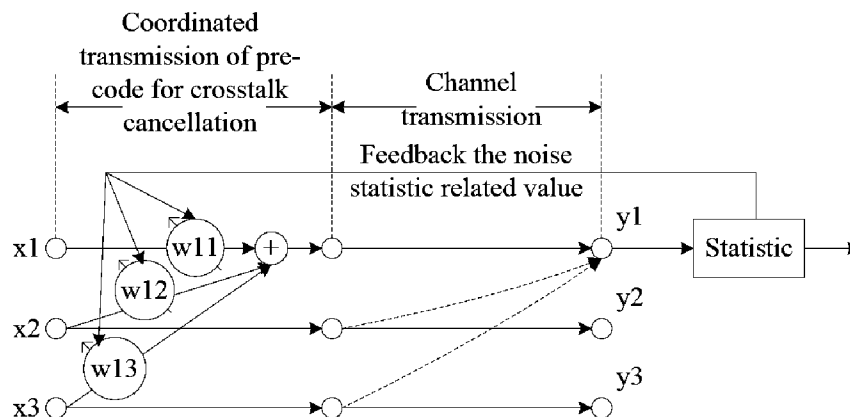 Coordinated
transmission of pre-
code for crosstalk
cancellation
Channel
transmission
Feedback the noise
statistic related value
x1
w11
+
y1
Statistic
w12
x2
y2
w13
x3
y3